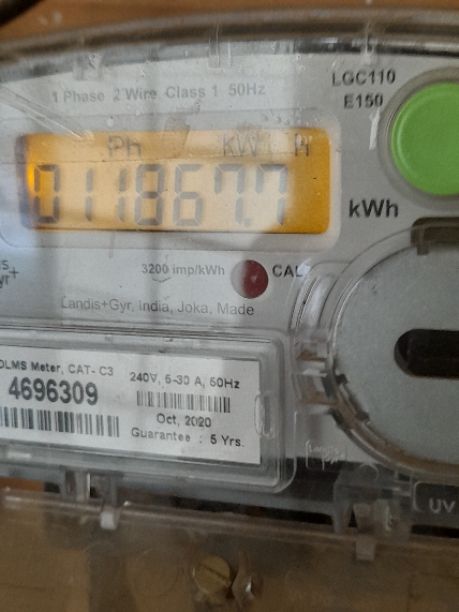 LGC110
E150
1 Phase 2 Wire Class 1 50Hz
Ph kW H
011867.7
kWh
3200 imp/kWh CAL
Landis+Gyr, India, Joka, Made
DLMS Meter, CAT- C3
4696309
240V, 5-30 A, 50Hz
Oct, 2020
Guarantee : 5 Yrs.
UV